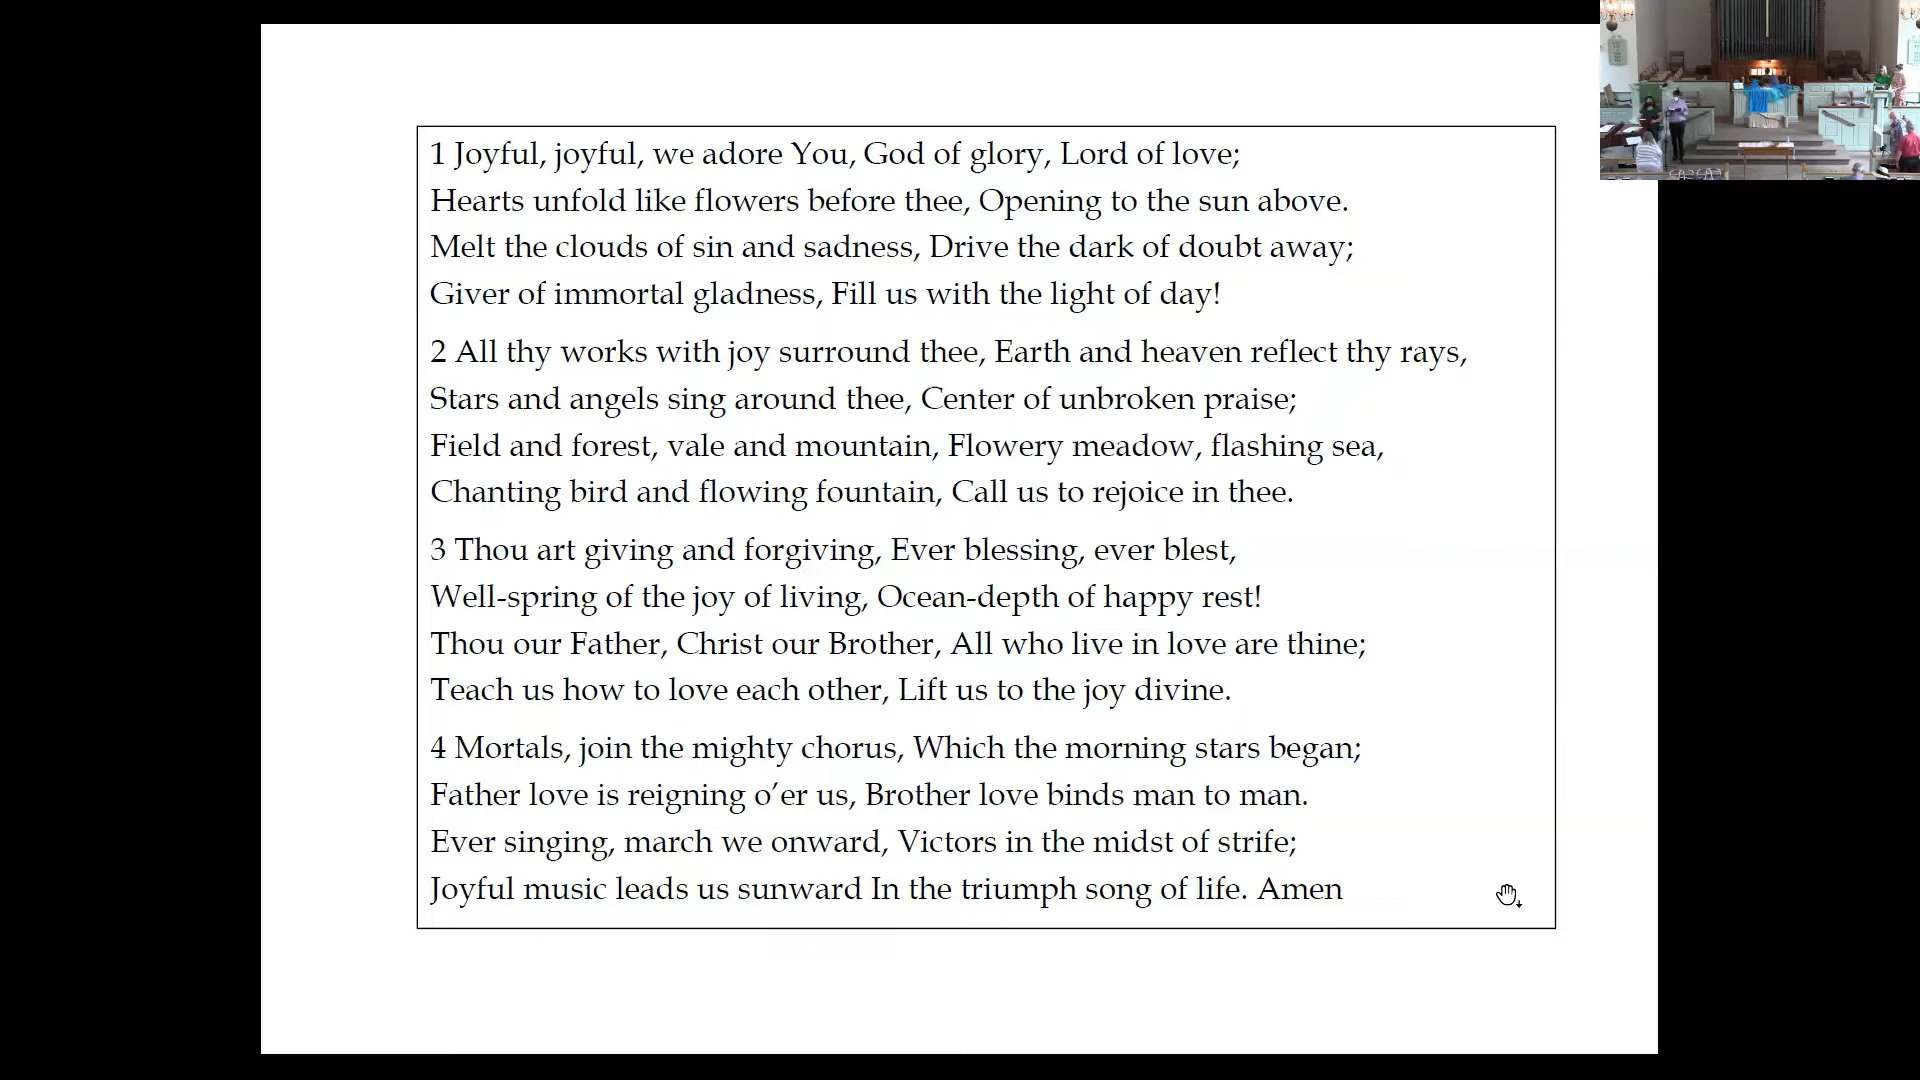 1 Joyful, joyful, we adore You, God of glory, Lord of love;
Hearts unfold like flowers before thee, Opening to the sun above.
Melt the clouds of sin and sadness, Drive the dark of doubt away;
Giver of immortal gladness, Fill us with the light of day!
2 All thy works with joy surround thee, Earth and heaven reflect thy rays,
Stars and angels sing around thee, Center of unbroken praise;
Field and forest, vale and mountain, Flowery meadow, flashing sea,
Chanting bird and flowing fountain, Call us to rejoice in thee.
3 Thou art giving and forgiving, Ever blessing, ever blest,
Well-spring of the joy of living, Ocean-depth of happy rest!
Thou our Father, Christ our Brother, All who live in love are thine;
Teach us how to love each other, Lift us to the joy divine.
4 Mortals, join the mighty chorus, Which the morning stars began;
Father love is reigning o’er us, Brother love binds man to man.
Ever singing, march we onward, Victors in the midst of strife;
Joyful music leads us sunward In the triumph song of life. Amen